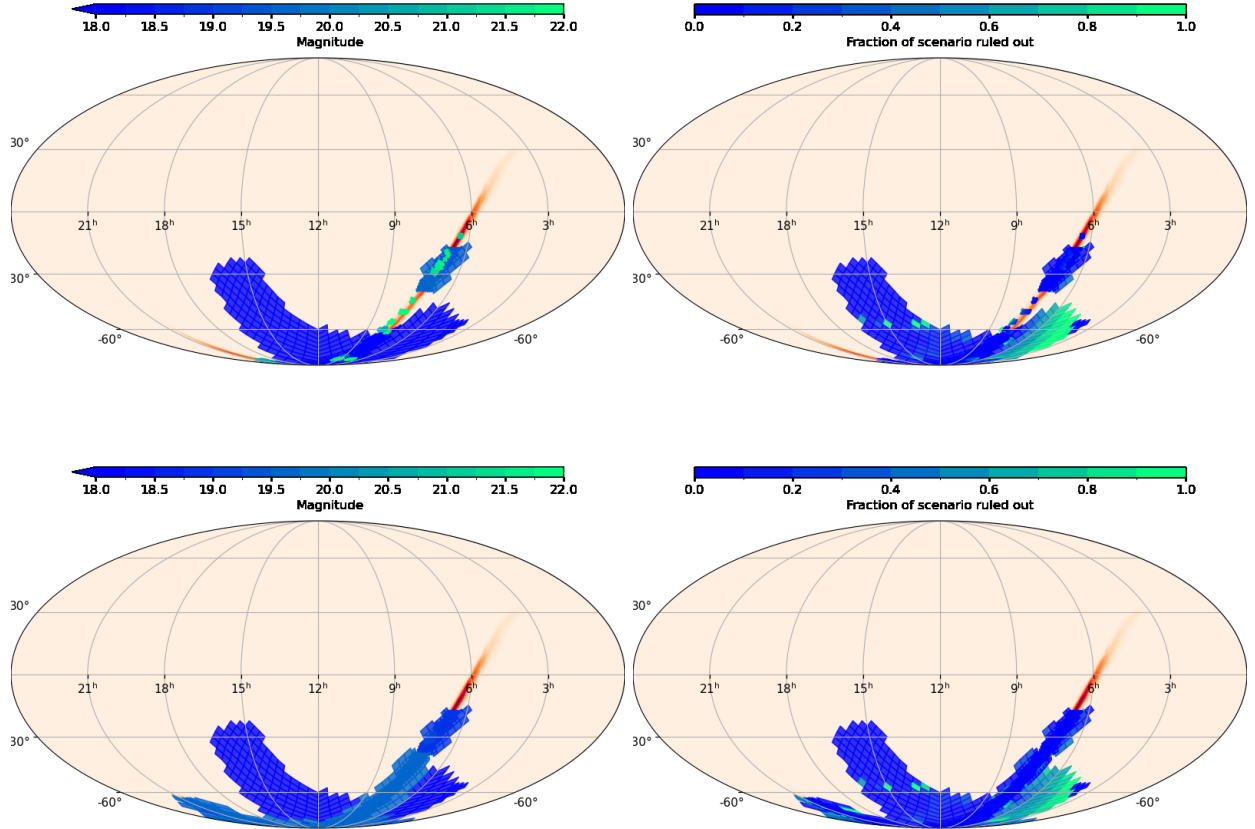 18.0 18.5 19.0 19.5 20.0 20.5 21.0 21.5 22.0
Magnitude
0.0 0.2 0.4 0.6 0.8 1.0
Fraction of scenario ruled out
30°
21ʰ 18ʰ 15ʰ 12ʰ 9ʰ 6ʰ 3ʰ
30°
-60° -60°
30°
21ʰ 18ʰ 15ʰ 12ʰ 9ʰ 6ʰ 3ʰ
30°
-60° -60°
18.0 18.5 19.0 19.5 20.0 20.5 21.0 21.5 22.0
Magnitude
0.0 0.2 0.4 0.6 0.8 1.0
Fraction of scenario ruled out
30°
21ʰ 18ʰ 15ʰ 12ʰ 9ʰ 6ʰ 3ʰ
30°
-60° -60°
30°
21ʰ 18ʰ 15ʰ 12ʰ 9ʰ 6ʰ 3ʰ
30°
-60° -60°